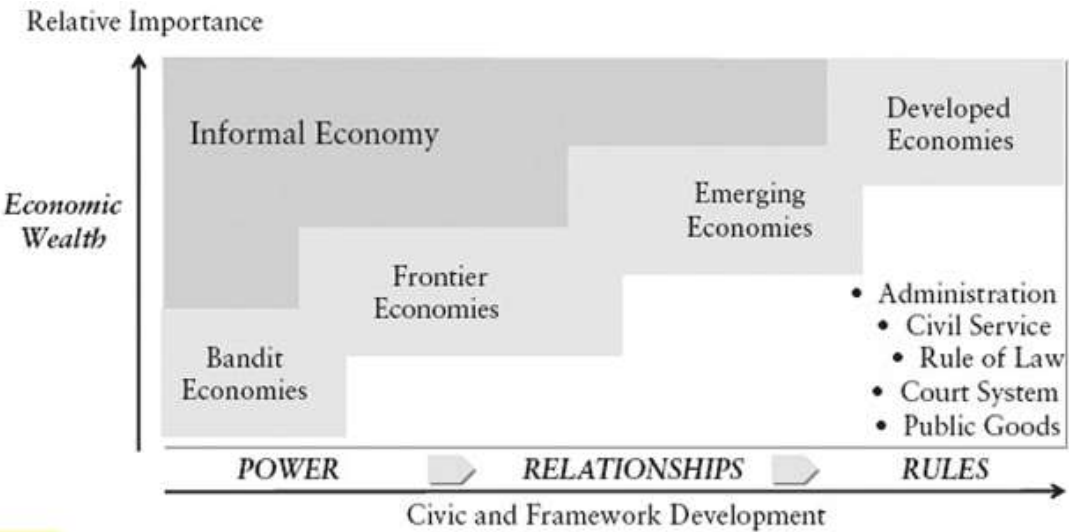 Relative Importance
Informal Economy
Developed
Economies
Economic
Wealth
Emerging
Economies
Frontier
Economies
Bandit
Economies
• Administration
• Civil Service
• Rule of Law
• Court System
• Public Goods
POWER RELATIONSHIPS RULES
Civic and Framework Development